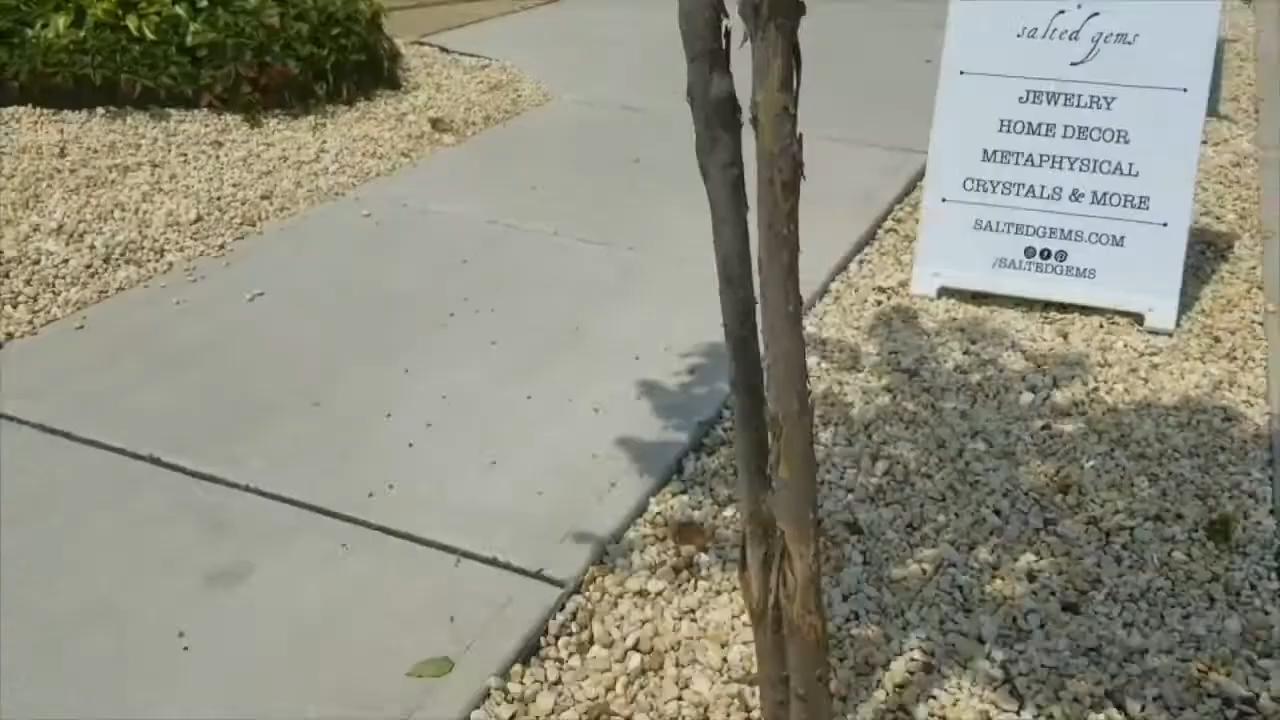 salted gems
JEWELRY
HOME DECOR
METAPHYSICAL
CRYSTALS & MORE
SALTEDGEMS.COM
/SALTEDGEMS